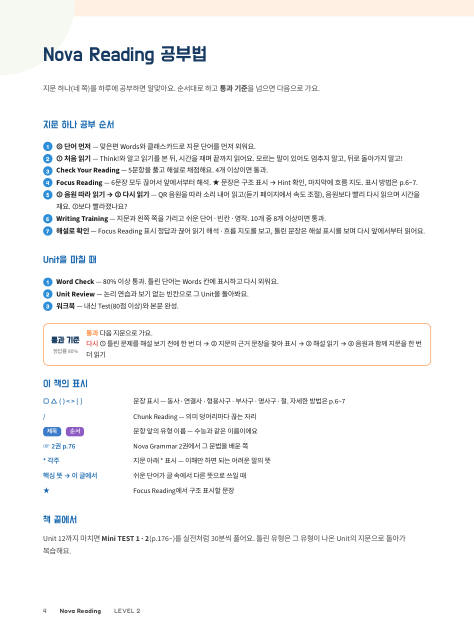 Nova Reading 공부법
지문 하나(네 쪽)를 하루에 공부하면 알맞아요. 순서대로 하고 통과 기준을 넘으면 다음으로 가요.
지문 하나 공부 순서
1 ⓪ 단어 먼저 — 맞은편 Words와 클래스카드로 지문 단어를 먼저 외워요.
2 ① 처음 읽기 — Think!와 알고 읽기를 본 뒤, 시간을 재며 끝까지 읽어요. 모르는 말이 있어도 멈추지 말고, 뒤로 돌아가지 말고!
3 Check Your Reading — 5문항을 풀고 해설로 채점해요. 4개 이상이면 통과.
4 Focus Reading — 6문장 모두 끊어서 앞에서부터 해석. ★ 문장은 구조 표시 → Hint 확인, 마지막에 흐름 지도. 표시 방법은 p.6–7.
5 ② 음원 따라 읽기 → ③ 다시 읽기 — QR 음원을 따라 소리 내어 읽고(듣기 페이지에서 속도 조절), 음원보다 빨리 다시 읽으며 시간을
재요. ①보다 빨라졌나요?
6 Writing Training — 지문과 왼쪽 쪽을 가리고 쉬운 단어 · 빈칸 · 영작. 10개 중 8개 이상이면 통과.
7 해설로 확인 — Focus Reading 표시 정답과 끊어 읽기 해석 · 흐름 지도를 보고, 틀린 문장은 해설 표시를 보며 다시 앞에서부터 읽어요.
Unit을 마칠 때
1 Word Check — 80% 이상 통과. 틀린 단어는 Words 칸에 표시하고 다시 외워요.
2 Unit Review — 논리 연습과 보기 없는 빈칸으로 그 Unit을 돌아봐요.
3 워크북 — 내신 Test(80점 이상)와 본문 완성.
통과 기준
정답률 80%
통과 다음 지문으로 가요.
다시 ① 틀린 문제를 해설 보기 전에 한 번 더 → ② 지문의 근거 문장을 찾아 표시 → ③ 해설 읽기 → ④ 음원과 함께 지문을 한 번
더 읽기
이 책의 표시
▢ △ ( ) < > [ ] 문장 표시 — 동사 · 연결사 · 형용사구 · 부사구 · 명사구 · 절. 자세한 방법은 p.6–7
/ Chunk Reading — 의미 덩어리마다 끊는 자리
제목 순서 문항 앞의 유형 이름 — 수능과 같은 이름이에요
☞ 2권 p.76 Nova Grammar 2권에서 그 문법을 배운 쪽
* 각주 지문 아래 * 표시 — 이해만 하면 되는 어려운 말의 뜻
핵심 뜻 → 이 글에서 쉬운 단어가 글 속에서 다른 뜻으로 쓰일 때
★ Focus Reading에서 구조 표시할 문장
책 끝에서
Unit 12까지 마치면 Mini TEST 1 · 2(p.176~)를 실전처럼 30분씩 풀어요. 틀린 유형은 그 유형이 나온 Unit의 지문으로 돌아가
복습해요.
4 Nova Reading LEVEL 2